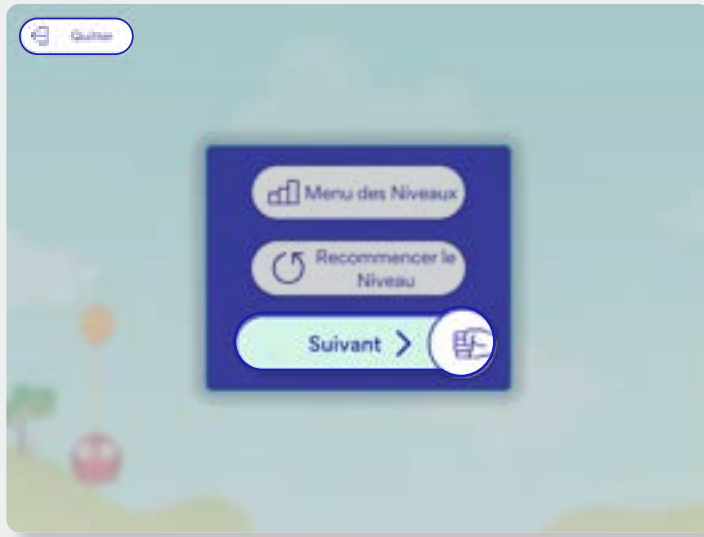 Quitter
Menu des Niveaux
Recommencer le
Niveau
Suivant